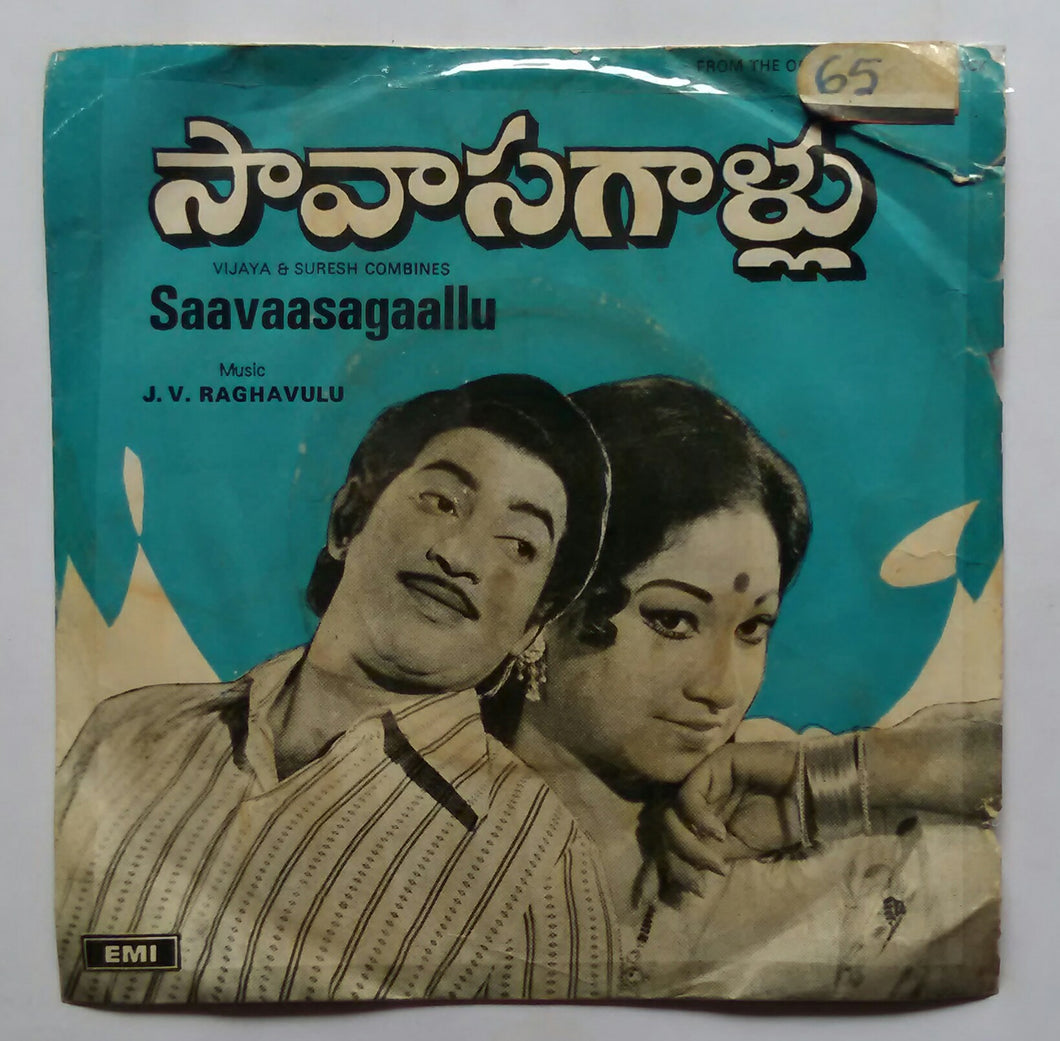 FROM THE
65
సావాసగాళ్లు
VIJAYA & SURESH COMBINES
Saavaasagaallu
Music
J. V. RAGHAVULU
EMI